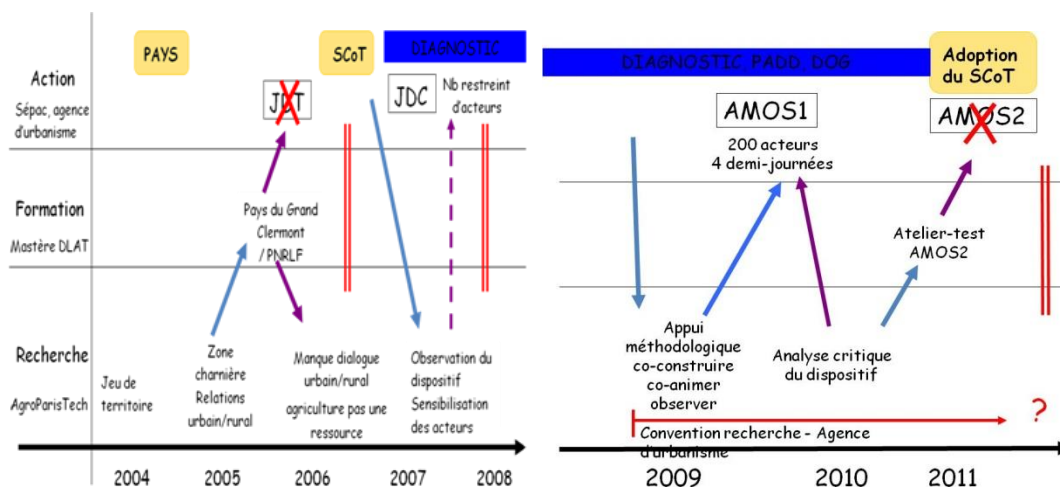 PAYS
SCoT
DIAGNOSTIC
Action
Sépac, agence
d'urbanisme
JDT
JDC
Nb restreint
d'acteurs
Formation
Mastère DLAT
Pays du Grand
Clermont
/ PNRLF
Recherche
AgroParisTech
Jeu de
territoire
Zone
charnière
Relations
urbain/rural
Manque dialogue
urbain/rural
agriculture pas une
ressource
Observation du
dispositif
Sensibilisation
des acteurs
2004
2005
2006
2007
2008
DIAGNOSTIC, PADD, DOG
Adoption
du SCoT
AMOS1
AMOS2
200 acteurs
4 demi-journées
Atelier-test
AMOS2
Appui
méthodologique
co-construire
co-animer
observer
Analyse critique
du dispositif
?
Convention recherche - Agence
d'urbanisme
2009
2010
2011